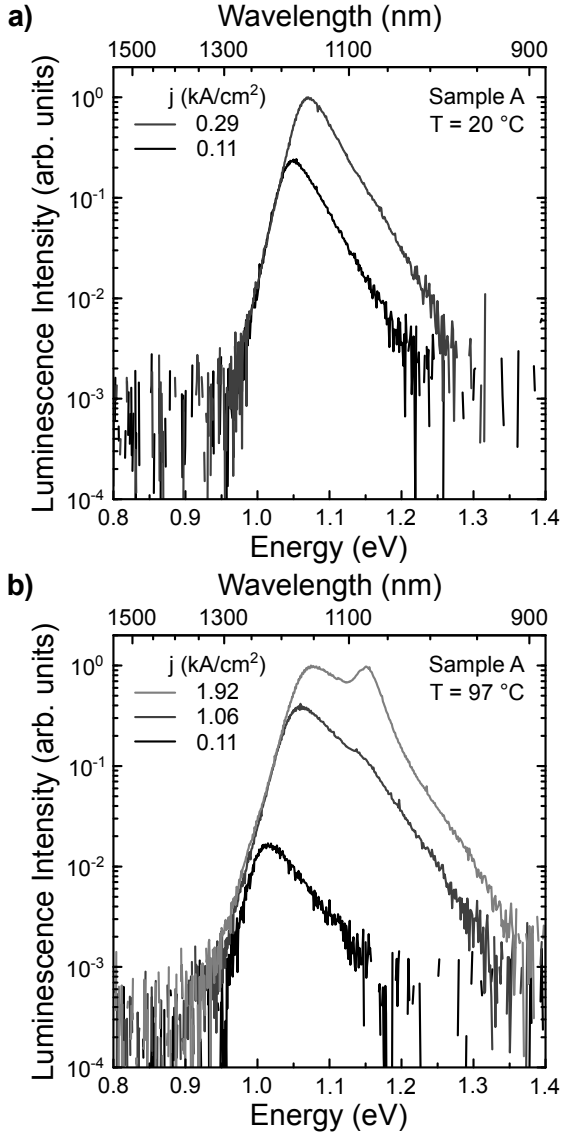 a)
Wavelength (nm)
1500 1300 1100 900
Luminescence Intensity (arb. units)
10⁰
10⁻¹
10⁻²
10⁻³
10⁻⁴
j (kA/cm²)
0.29
0.11
Sample A
T = 20 °C
0.8 0.9 1.0 1.1 1.2 1.3 1.4
Energy (eV)
b)
Wavelength (nm)
1500 1300 1100 900
Luminescence Intensity (arb. units)
10⁰
10⁻¹
10⁻²
10⁻³
10⁻⁴
j (kA/cm²)
1.92
1.06
0.11
Sample A
T = 97 °C
0.8 0.9 1.0 1.1 1.2 1.3 1.4
Energy (eV)